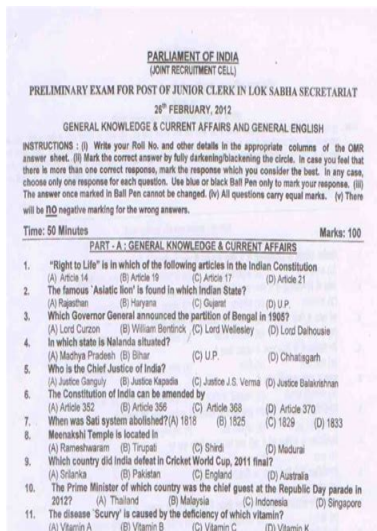 PARLIAMENT OF INDIA
(JOINT RECRUITMENT CELL)
PRELIMINARY EXAM FOR POST OF JUNIOR CLERK IN LOK SABHA SECRETARIAT
26th FEBRUARY, 2012
GENERAL KNOWLEDGE & CURRENT AFFAIRS AND GENERAL ENGLISH
INSTRUCTIONS : (i) Write your Roll No. and other details in the appropriate columns of the OMR
answer sheet. (ii) Mark the correct answer by fully darkening/blackening the circle. In case you feel that
there is more than one correct response, mark the response which you consider the best. In any case,
choose only one response for each question. Use blue or black Ball Pen only to mark your response. (iii)
The answer once marked in Ball Pen cannot be changed. (iv) All questions carry equal marks. (v) There
will be no negative marking for the wrong answers.
Time: 50 Minutes Marks: 100
PART - A : GENERAL KNOWLEDGE & CURRENT AFFAIRS
1. "Right to Life" is in which of the following articles in the Indian Constitution
(A) Article 14 (B) Article 19 (C) Article 17 (D) Article 21
2. The famous 'Asiatic lion' is found in which Indian State?
(A) Rajasthan (B) Haryana (C) Gujarat (D) U.P.
3. Which Governor General announced the partition of Bengal in 1905?
(A) Lord Curzon (B) William Bentinck (C) Lord Wellesley (D) Lord Dalhousie
4. In which state is Nalanda situated?
(A) Madhya Pradesh (B) Bihar (C) U.P. (D) Chhatisgarh
5. Who is the Chief Justice of India?
(A) Justice Ganguly (B) Justice Kapadia (C) Justice J.S. Verma (D) Justice Balakrishnan
6. The Constitution of India can be amended by
(A) Article 352 (B) Article 356 (C) Article 368 (D) Article 370
7. When was Sati system abolished?(A) 1818 (B) 1825 (C) 1829 (D) 1833
8. Meenakshi Temple is located in
(A) Rameshwaram (B) Tirupati (C) Shirdi (D) Madurai
9. Which country did India defeat in Cricket World Cup, 2011 final?
(A) Srilanka (B) Pakistan (C) England (D) Australia
10. The Prime Minister of which country was the chief guest at the Republic Day parade in
2012? (A) Thailand (B) Malaysia (C) Indonesia (D) Singapore
11. The disease 'Scurvy' is caused by the deficiency of which vitamin?
(A) Vitamin A (B) Vitamin B (C) Vitamin C (D) Vitamin K